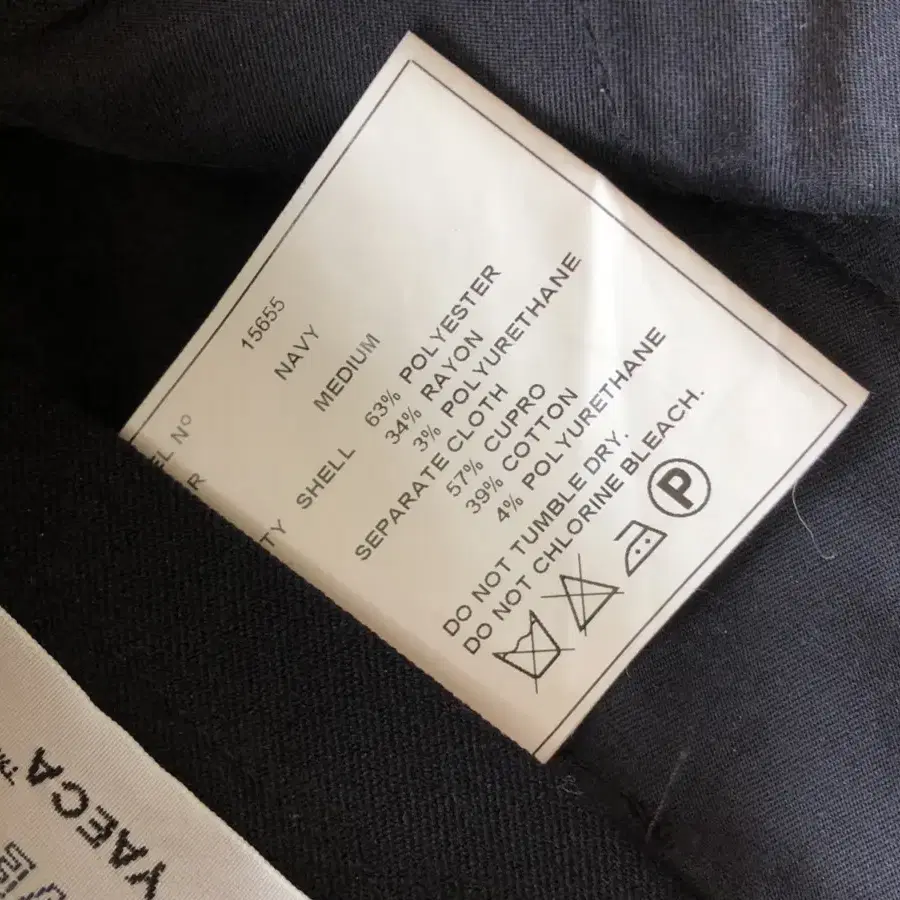 15655
NAVY
MEDIUM
SHELL 63% POLYESTER
34% RAYON
3% POLYURETHANE
SEPARATE CLOTH
57% CUPRO
39% COTTON
4% POLYURETHANE
DO NOT TUMBLE DRY.
DO NOT CHLORINE BLEACH.
P
YAECA